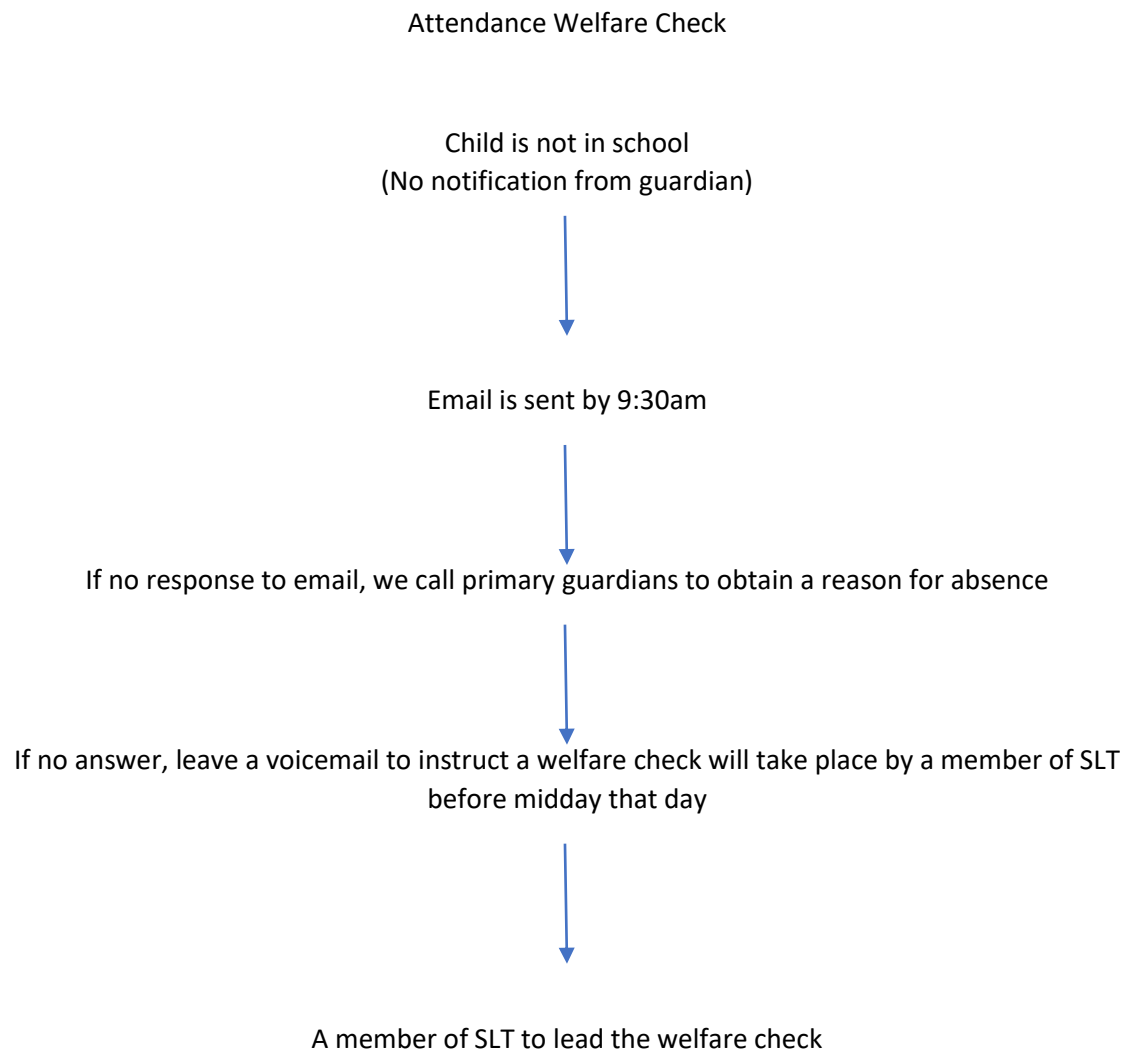 Attendance Welfare Check
Child is not in school
(No notification from guardian)
Email is sent by 9:30am
If no response to email, we call primary guardians to obtain a reason for absence
If no answer, leave a voicemail to instruct a welfare check will take place by a member of SLT
before midday that day
A member of SLT to lead the welfare check